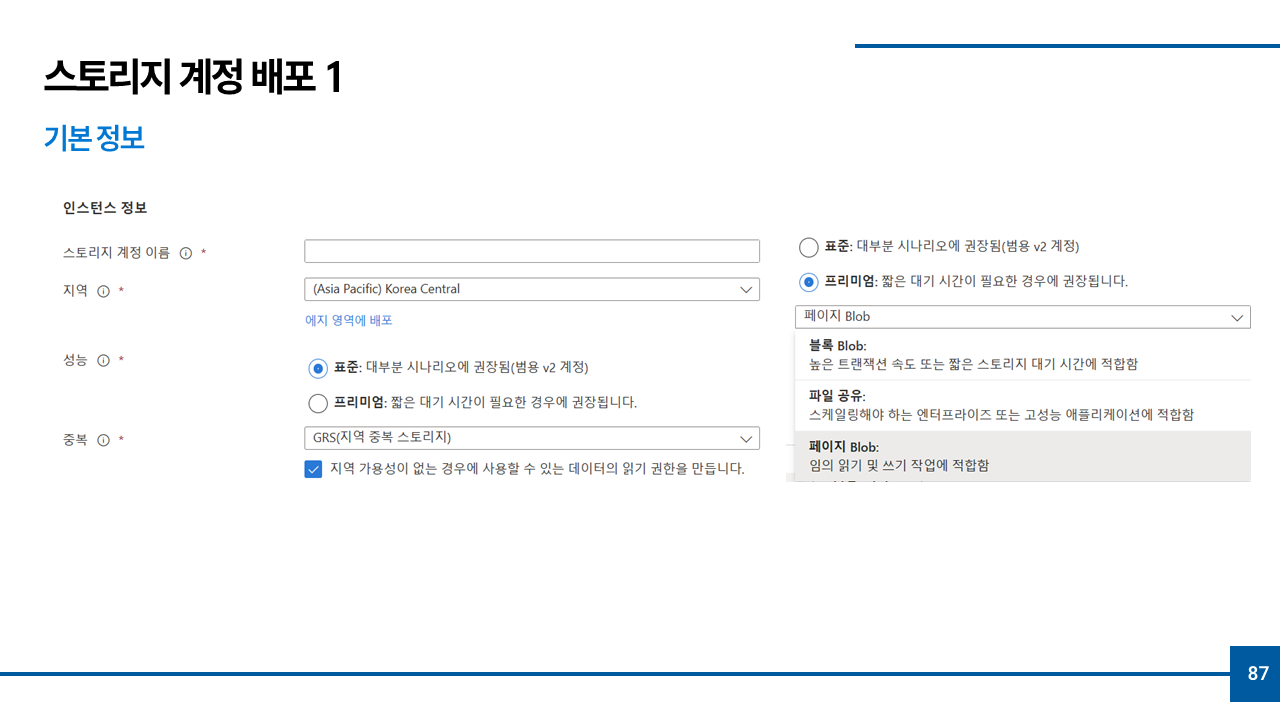 스토리지 계정 배포 1
기본 정보
인스턴스 정보
스토리지 계정 이름 *
지역 *
(Asia Pacific) Korea Central
에지 영역에 배포
성능 *
표준: 대부분 시나리오에 권장됨(범용 v2 계정)
프리미엄: 짧은 대기 시간이 필요한 경우에 권장됩니다.
중복 *
GRS(지역 중복 스토리지)
지역 가용성이 없는 경우에 사용할 수 있는 데이터의 읽기 권한을 만듭니다.
표준: 대부분 시나리오에 권장됨(범용 v2 계정)
프리미엄: 짧은 대기 시간이 필요한 경우에 권장됩니다.
페이지 Blob
블록 Blob:
높은 트랜잭션 속도 또는 짧은 스토리지 대기 시간에 적합함
파일 공유:
스케일링해야 하는 엔터프라이즈 또는 고성능 애플리케이션에 적합함
페이지 Blob:
임의 읽기 및 쓰기 작업에 적합함
87